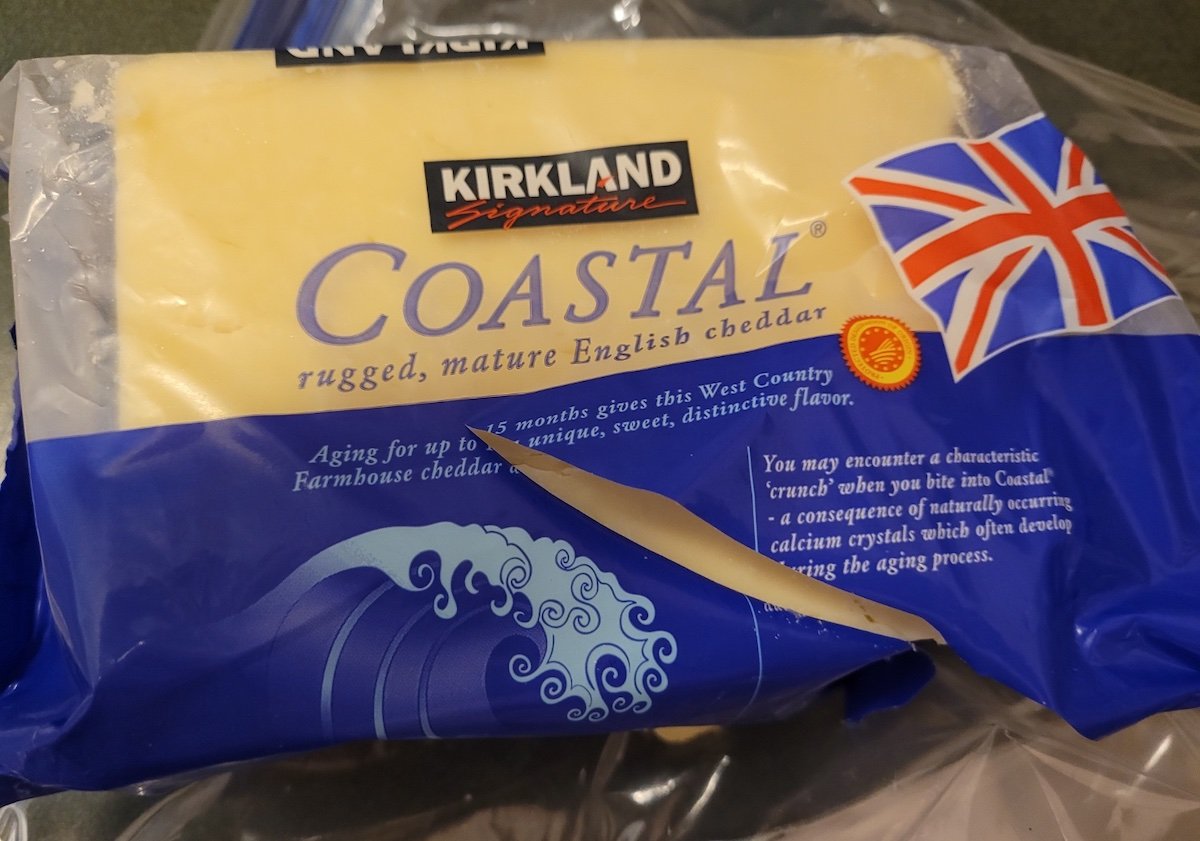 KIRKLAND
KIRKLAND
Signature
COASTAL®
rugged, mature English cheddar
Aging for up to 15 months gives this West Country
Farmhouse cheddar a unique, sweet, distinctive flavor.
You may encounter a characteristic
‘crunch’ when you bite into Coastal®
- a consequence of naturally occurring
calcium crystals which often develop
during the aging process.